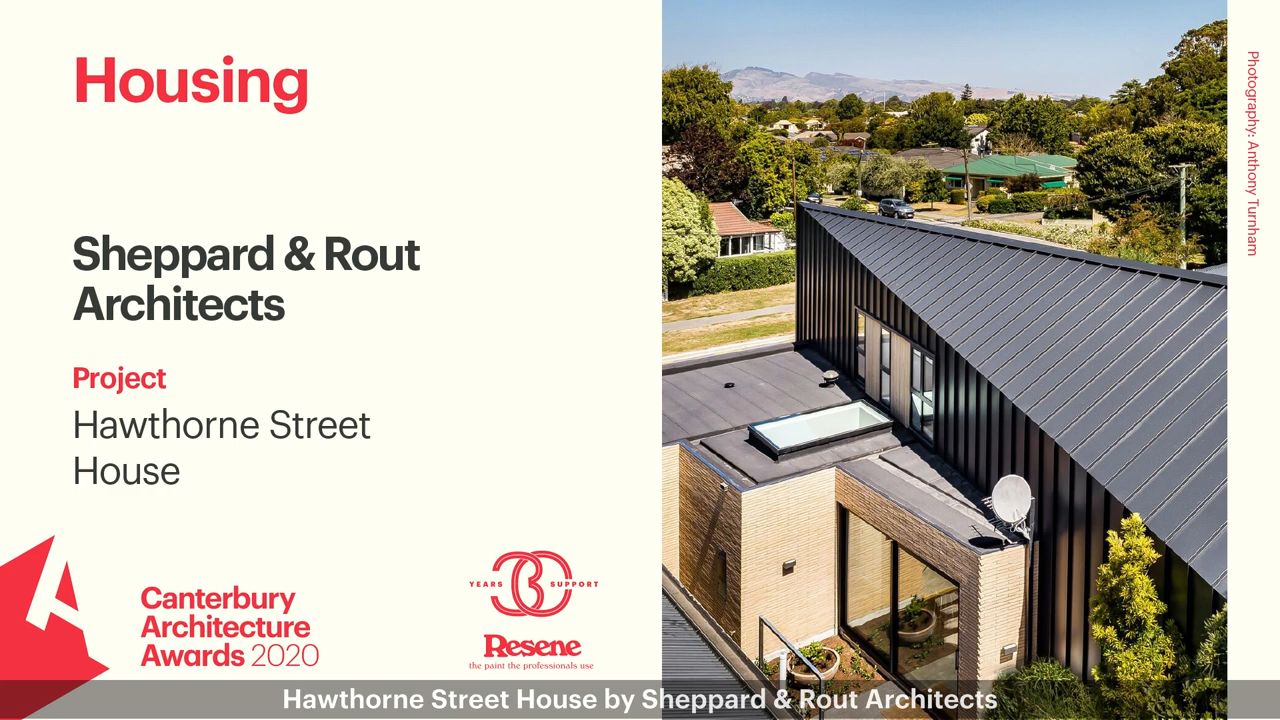 Housing
Sheppard & Rout
Architects
Project
Hawthorne Street
House
Canterbury
Architecture
Awards 2020
YEARS 30 SUPPORT
Resene
the paint the professionals use
Photography: Anthony Turnham
Hawthorne Street House by Sheppard & Rout Architects